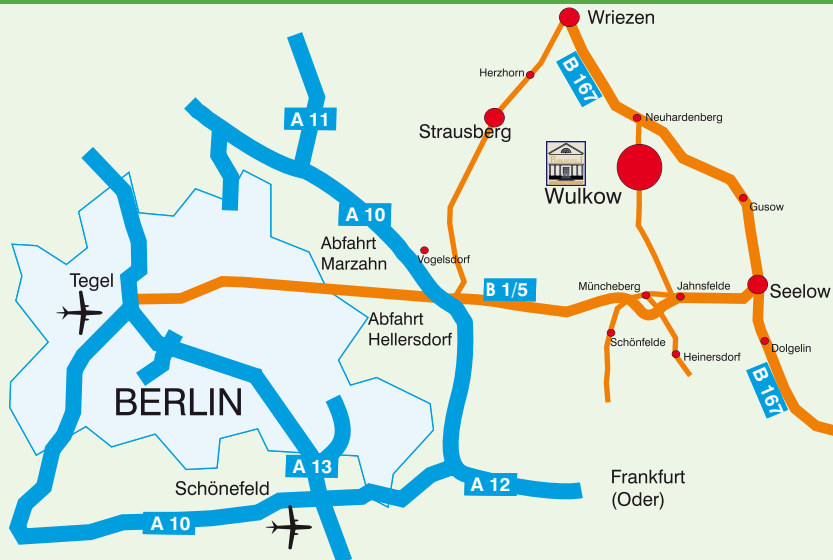 Wriezen
Herzhorn
B 167
A 11
Neuhardenberg
Strausberg
Wulkow
A 10
Gusow
Abfahrt
Marzahn
Vogelsdorf
Tegel
B 1/5
Müncheberg
Jahnsfelde
Seelow
Abfahrt
Hellersdorf
Schönfelde
Heinersdorf
Dolgelin
B 167
BERLIN
A 13
Schönefeld
A 12
Frankfurt
(Oder)
A 10